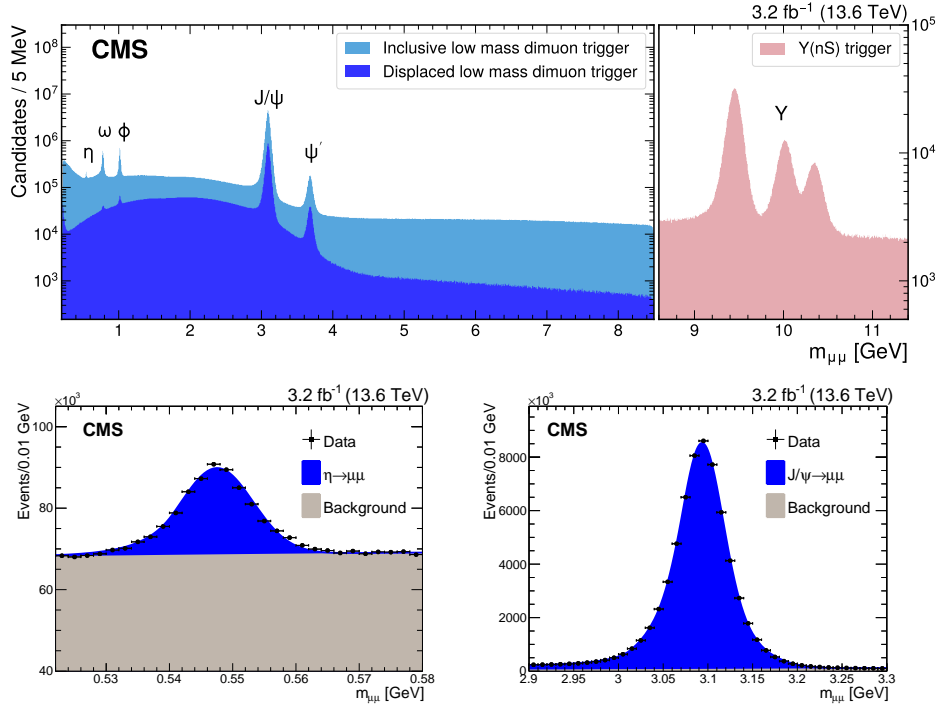 3.2 fb⁻¹ (13.6 TeV)
Candidates / 5 MeV
10⁸
10⁷
10⁶
10⁵
10⁴
10³
CMS
Inclusive low mass dimuon trigger
Displaced low mass dimuon trigger
η
ω
ϕ
J/ψ
ψ′
1 2 3 4 5 6 7 8
Υ(nS) trigger
Υ
10⁵
10⁴
10³
9 10 11
mμμ [GeV]
×10³
3.2 fb⁻¹ (13.6 TeV)
Events/0.01 GeV
100
80
60
40
CMS
Data
η→μμ
Background
0.53 0.54 0.55 0.56 0.57 0.58
mμμ [GeV]
×10³
3.2 fb⁻¹ (13.6 TeV)
Events/0.01 GeV
8000
6000
4000
2000
0
CMS
Data
J/ψ→μμ
Background
2.9 2.95 3 3.05 3.1 3.15 3.2 3.25 3.3
mμμ [GeV]